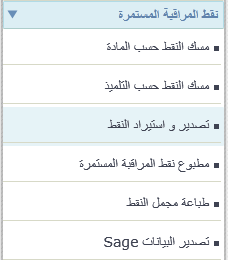 نقط المراقبة المستمرة
مسك النقط حسب المادة
مسك النقط حسب التلميذ
تصدير و استيراد النقط
مطبوع نقط المراقبة المستمرة
طباعة مجمل النقط
تصدير البيانات Sage